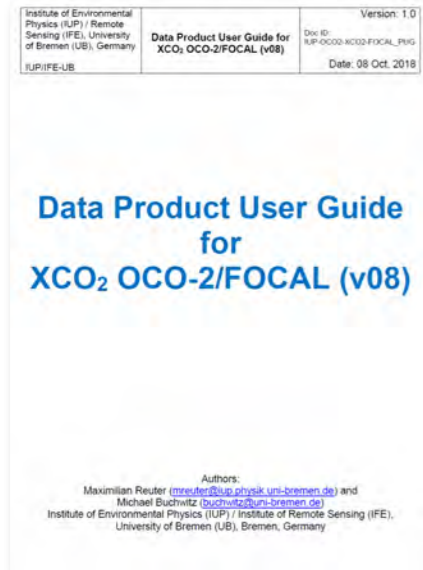 Institute of Environmental
Physics (IUP) / Remote
Sensing (IFE), University
of Bremen (UB), Germany
IUP/IFE-UB
Data Product User Guide for
XCO₂ OCO-2/FOCAL (v08)
Version: 1.0
Doc ID:
IUP-OCO2-XCO2-FOCAL_PUG
Date: 08 Oct. 2018
Data Product User Guide
for
XCO₂ OCO-2/FOCAL (v08)
Authors:
Maximilian Reuter (mreuter@iup.physik.uni-bremen.de) and
Michael Buchwitz (buchwitz@uni-bremen.de)
Institute of Environmental Physics (IUP) / Institute of Remote Sensing (IFE),
University of Bremen (UB), Bremen, Germany